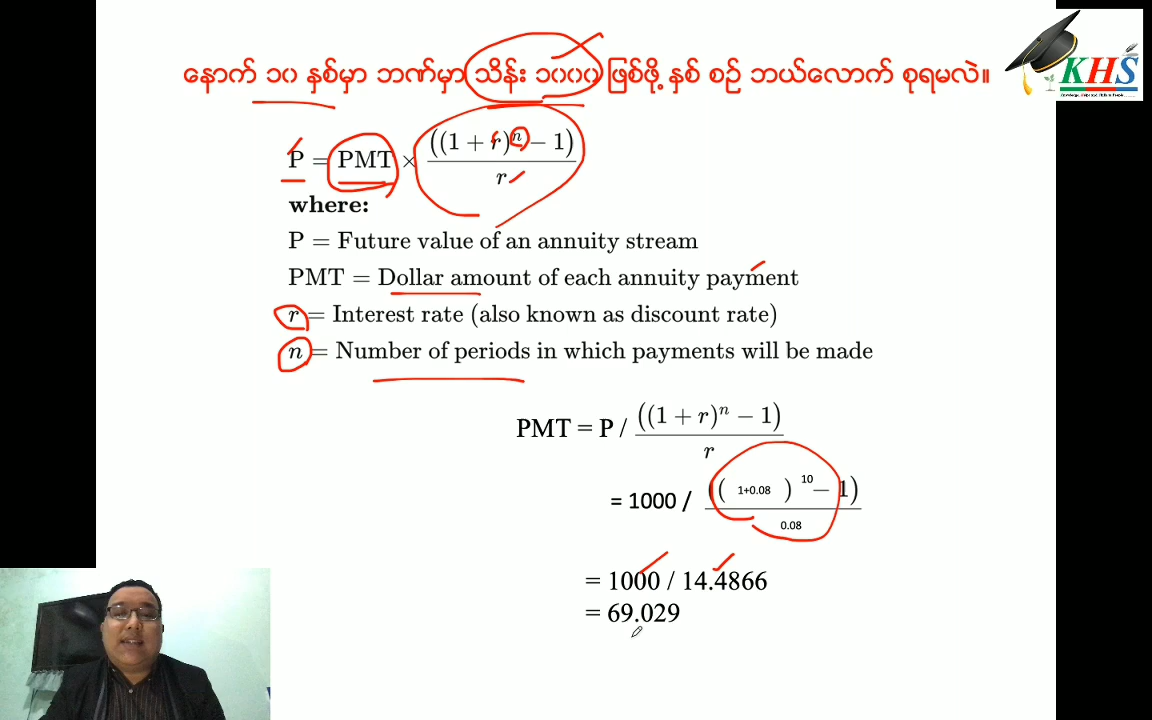 နောက် ၁၀ နှစ်မှာ ဘဏ်မှာ သိန်း ၁၀၀၀ ဖြစ်ဖို့ နှစ် စဉ် ဘယ်လောက် စုရမလဲ။
KHS
P = PMT × ((1 + r)^n − 1) / r
where:
P = Future value of an annuity stream
PMT = Dollar amount of each annuity payment
r = Interest rate (also known as discount rate)
n = Number of periods in which payments will be made
PMT = P / ((1 + r)^n − 1) / r
= 1000 / (( 1+0.08 )^10 − 1) / 0.08
= 1000 / 14.4866
= 69.029